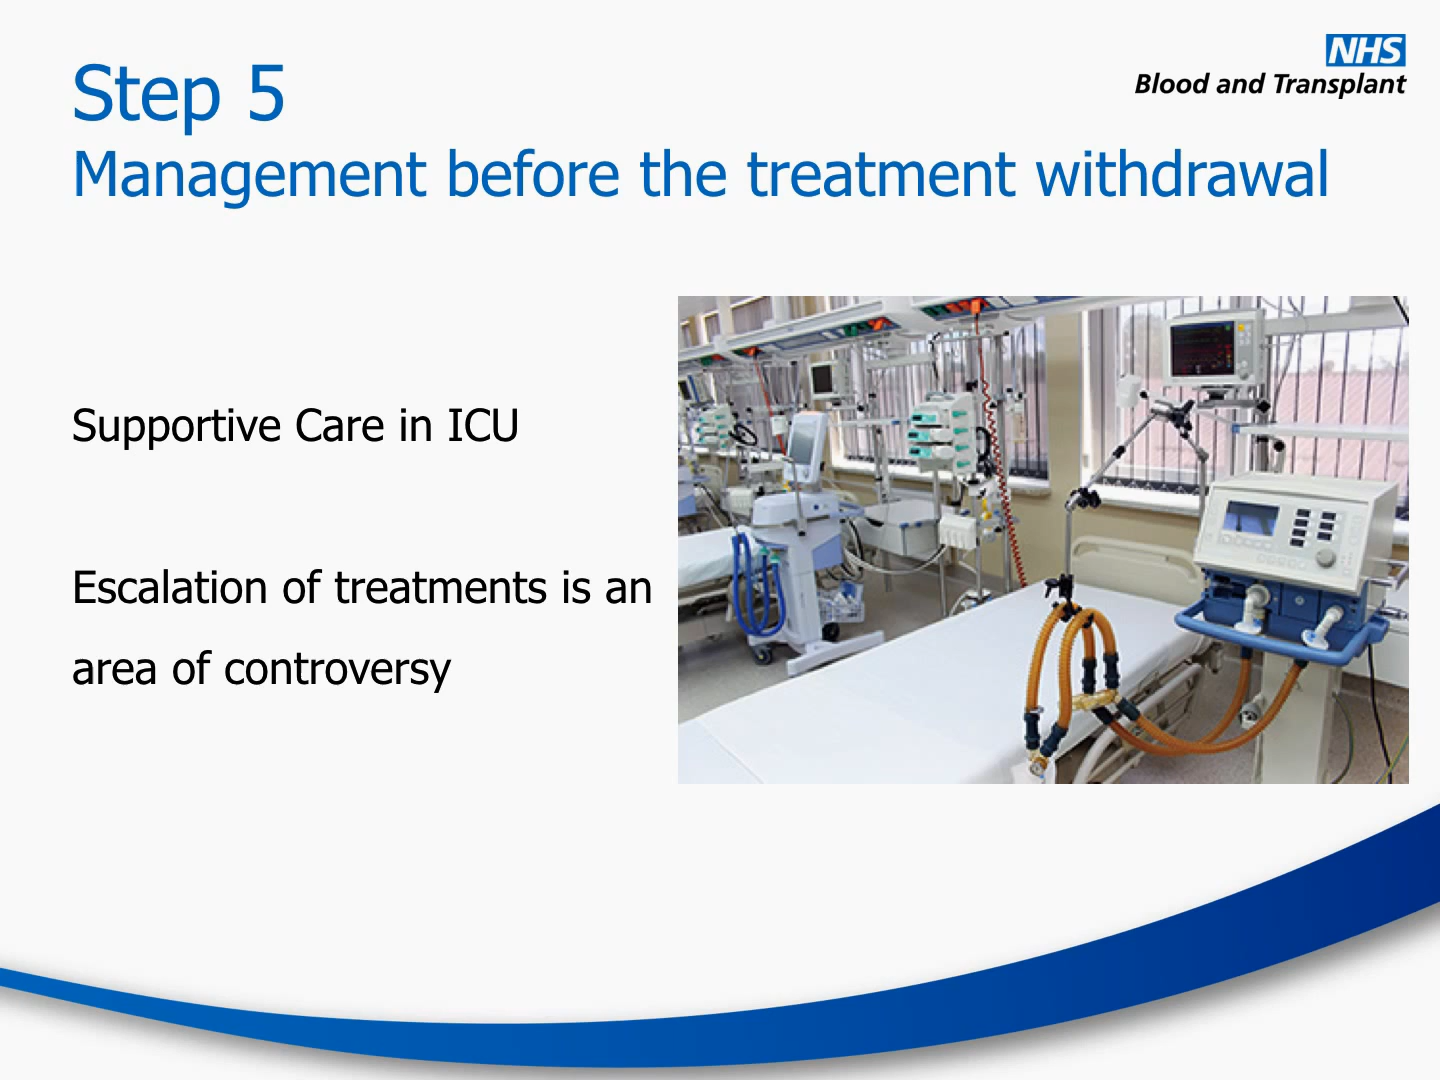 Step 5
Management before the treatment withdrawal
NHS
Blood and Transplant
Supportive Care in ICU
Escalation of treatments is an
area of controversy